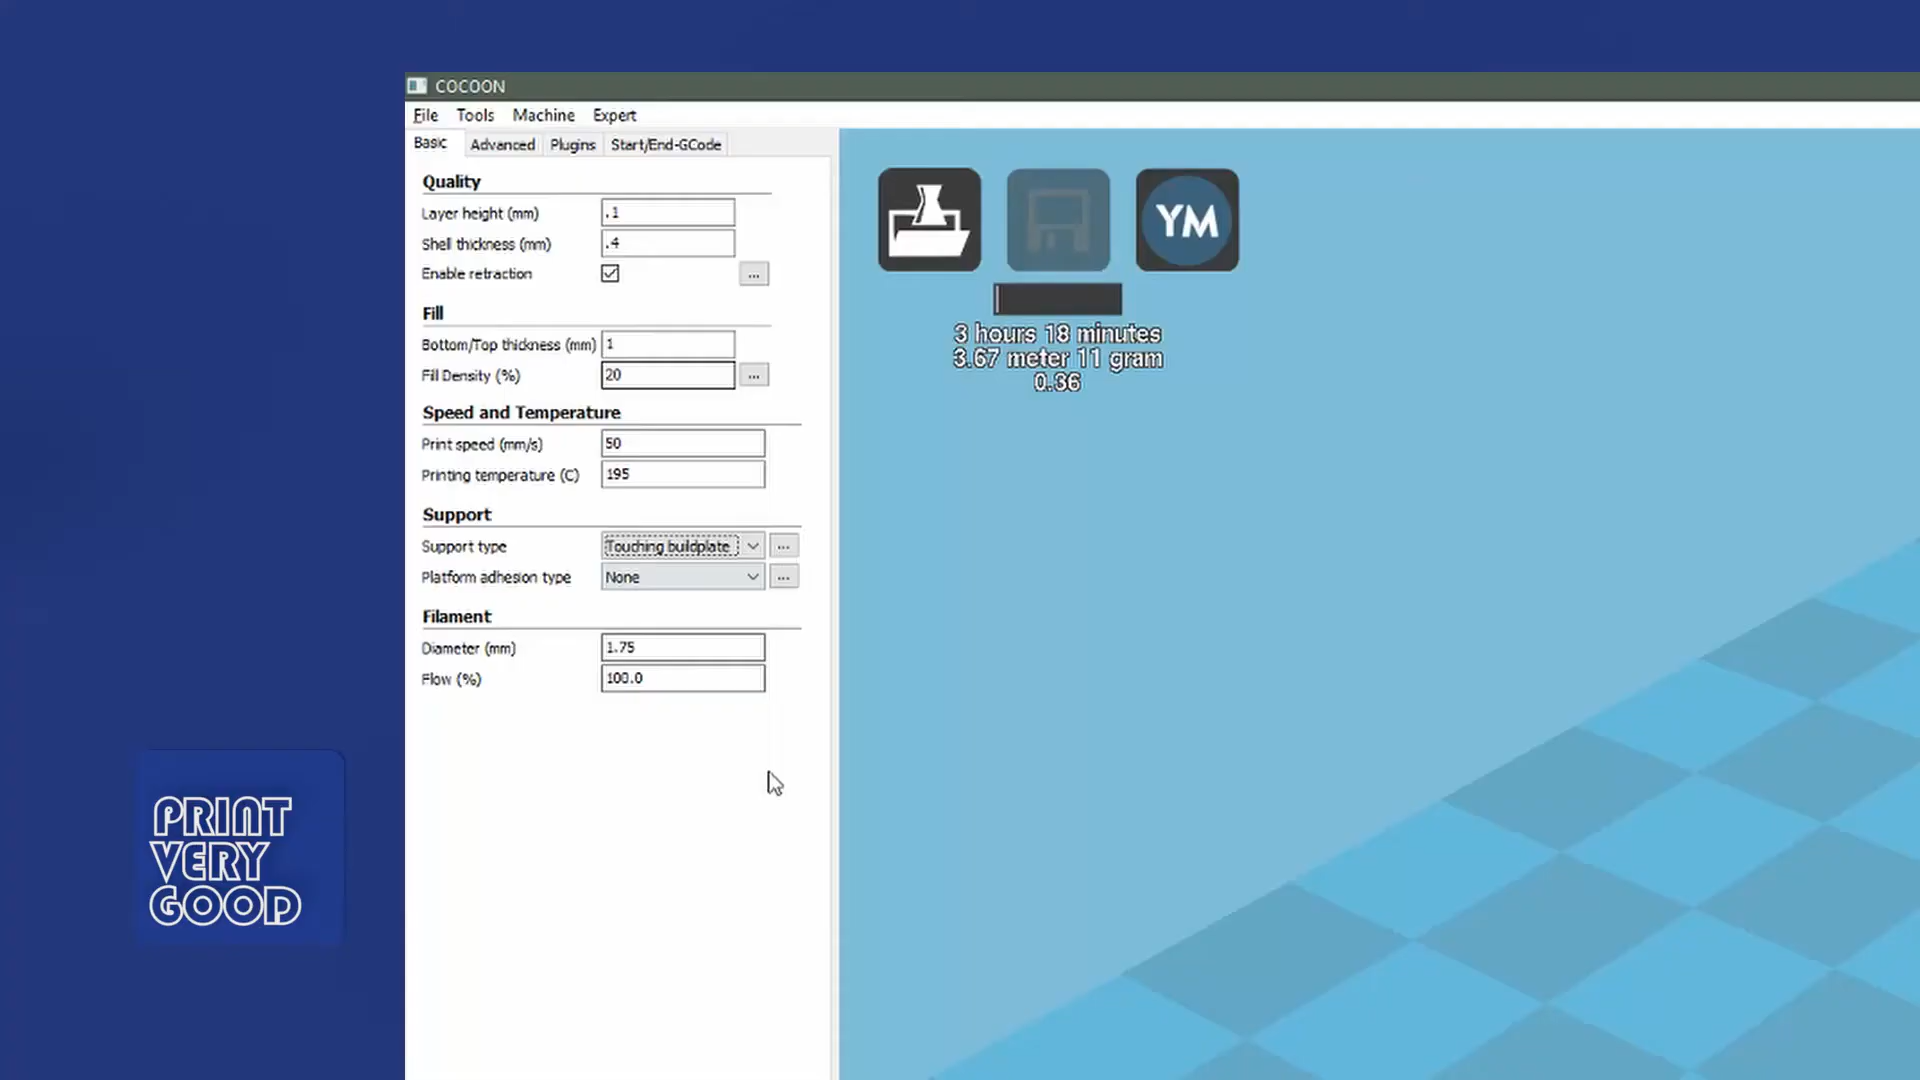 COCOON
File Tools Machine Expert
Basic Advanced Plugins Start/End-GCode
Quality
Layer height (mm) .1
Shell thickness (mm) .4
Enable retraction ...
Fill
Bottom/Top thickness (mm) 1
Fill Density (%) 20 ...
Speed and Temperature
Print speed (mm/s) 50
Printing temperature (C) 195
Support
Support type Touching buildplate ...
Platform adhesion type None ...
Filament
Diameter (mm) 1.75
Flow (%) 100.0
YM
3 hours 18 minutes
3.67 meter 11 gram
0.36
PRINT
VERY
GOOD